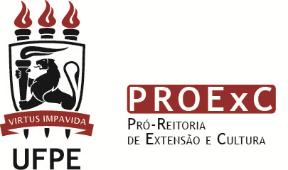 VIRTUS IMPAVIDA
UFPE
PROExC
PRÓ-REITORIA
DE EXTENSÃO E CULTURA